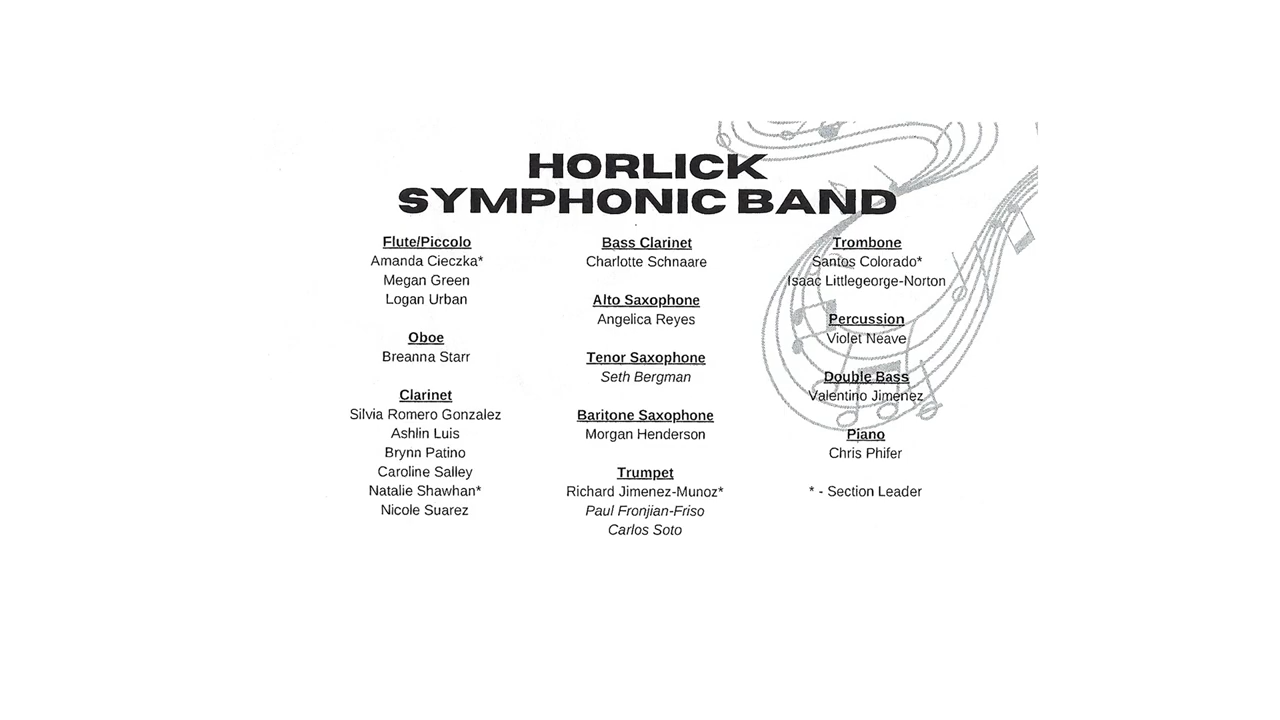 HORLICK
SYMPHONIC BAND
Flute/Piccolo
Amanda Cieczka*
Megan Green
Logan Urban
Oboe
Breanna Starr
Clarinet
Silvia Romero Gonzalez
Ashlin Luis
Brynn Patino
Caroline Salley
Natalie Shawhan*
Nicole Suarez
Bass Clarinet
Charlotte Schnaare
Alto Saxophone
Angelica Reyes
Tenor Saxophone
Seth Bergman
Baritone Saxophone
Morgan Henderson
Trumpet
Richard Jimenez-Munoz*
Paul Fronjian-Friso
Carlos Soto
Trombone
Santos Colorado*
Isaac Littlegeorge-Norton
Percussion
Violet Neave
Double Bass
Valentino Jimenez
Piano
Chris Phifer
* - Section Leader